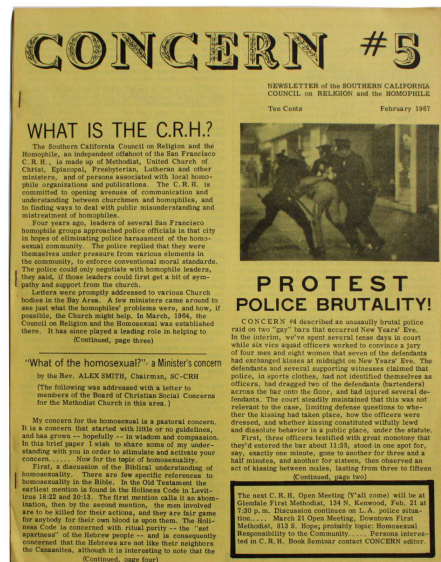 CONCERN #5
NEWSLETTER of the SOUTHERN CALIFORNIA
COUNCIL on RELIGION and the HOMOPHILE
Ten Cents February 1967
WHAT IS THE C.R.H.?
The Southern California Council on Religion and the
Homophile, an independent offshoot of the San Francisco
C.R.H., is made up of Methodist, United Church of
Christ, Episcopal, Presbyterian, Lutheran and other
ministers, and of persons associated with local homo-
phile organizations and publications. The C.R.H. is
committed to opening avenues of communication and
understanding between churchmen and homophiles, and
to finding ways to deal with public misunderstanding and
mistreatment of homophiles.
Four years ago, leaders of several San Francisco
homophile groups approached police officials in that city
in hopes of eliminating police harassment of the homo-
sexual community. The police replied that they were
themselves under pressure from various elements in
the community, to enforce conventional moral standards.
The police could only negotiate with homophile leaders,
they said, if those leaders could first get a bit of sym-
pathy and support from the church.
Letters were promptly addressed to various Church
bodies in the Bay Area. A few ministers came around to
see just what the homophiles' problems were, and how, if
possible, the Church might help. In March, 1964, the
Council on Religion and the Homosexual was established
there. It has since played a leading role in helping to
(Continued, page three)
"What of the homosexual?"- a Minister's concern
by the Rev. ALEX SMITH, Chairman, SC-CRH
(The following was addressed with a letter to
members of the Board of Christian Social Concerns
for the Methodist Church in this area.)
My concern for the homosexual is a pastoral concern.
It is a concern that started with little or no guidelines,
and has grown -- hopefully -- in wisdom and compassion.
In this brief paper I wish to share some of my under-
standing with you in order to stimulate and activate your
concern. ..... Now for the topic of homosexuality.
First, a discussion of the Biblical understanding of
homosexuality. There are few specific references to
homosexuality in the Bible. In the Old Testament the
earliest mention is found in the Holiness Code in Levit-
icus 18:22 and 20:13. The first mention calls it an abom-
ination, then by the second mention, the men involved
are to be killed for their actions, and they are fair game
for anybody for their own blood is upon them. The Holi-
ness Code is concerned with ritual purity -- the "set
apartness" of the Hebrew people -- and is consequently
concerned that the Hebrews are not like their neighbors
the Canaanites, although it is interesting to note that the
(Continued, page four)
PROTEST
POLICE BRUTALITY!
CONCERN #4 described an unusually brutal police
raid on two "gay" bars that occurred New Years' Eve.
In the interim, we've spent several tense days in court
while six vice squad officers worked to convince a jury
of four men and eight women that seven of the defendants
had exchanged kisses at midnight on New Years' Eve. The
defendants and several supporting witnesses claimed that
police, in sports clothes, had not identified themselves as
officers, had dragged two of the defendants (bartenders)
across the bar onto the floor, and had injured several de-
fendants. The court steadily maintained that this was not
relevant to the case, limiting defense questions to whe-
ther the kissing had taken place, how the officers were
dressed, and whether kissing constituted wilfully lewd
and dissolute behavior in a public place, under the statute.
First, three officers testified with great monotony that
they'd entered the bar about 11:35, stood in one spot for,
say, exactly one minute, gone to another for three and a
half minutes, and another for sixteen, then observed an
act of kissing between males, lasting from three to fifteen
(Continued, page two)
The next C.R.H. Open Meeting (Y'all come) will be at
Glendale First Methodist, 134 N. Kenwood, Feb. 21 at
7:30 p.m. Discussion continues on L.A. police situa-
tion..... March 21 Open Meeting, Downtown First
Methodist, 813 S. Hope; probable topic: Homosexual
Responsibility to the Community..... Persons interes-
ted in C.R.H. Book Seminar contact CONCERN editor.